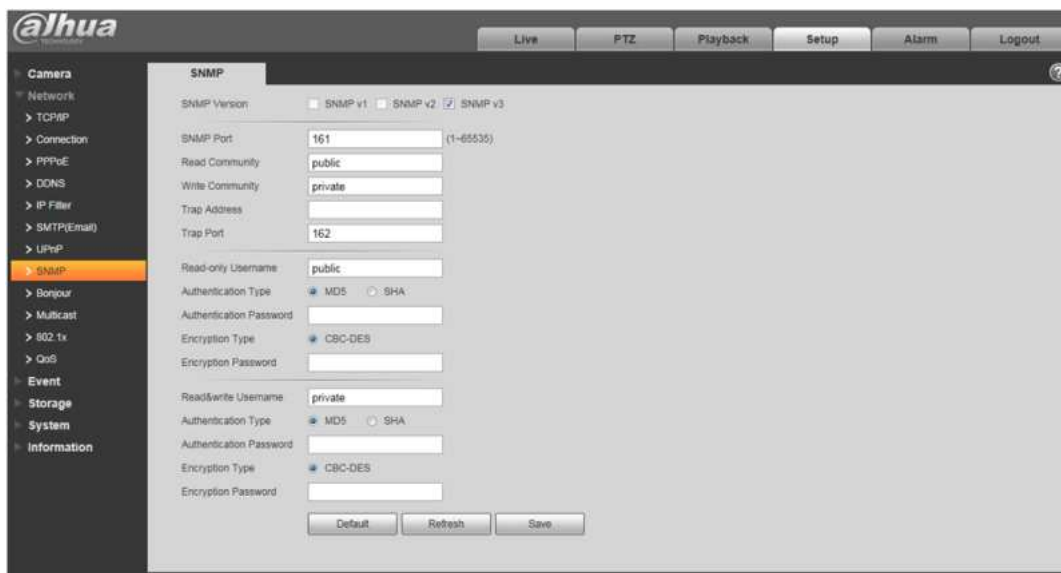 alhua
TECHNOLOGY
Live PTZ Playback Setup Alarm Logout
Camera
Network
> TCP/IP
> Connection
> PPPoE
> DDNS
> IP Filter
> SMTP(Email)
> UPnP
> SNMP
> Bonjour
> Multicast
> 802.1x
> QoS
Event
Storage
System
Information
SNMP
?
SNMP Version SNMP v1 SNMP v2 SNMP v3
SNMP Port 161 (1~65535)
Read Community public
Write Community private
Trap Address
Trap Port 162
Read-only Username public
Authentication Type MD5 SHA
Authentication Password
Encryption Type CBC-DES
Encryption Password
Read&write Username private
Authentication Type MD5 SHA
Authentication Password
Encryption Type CBC-DES
Encryption Password
Default Refresh Save